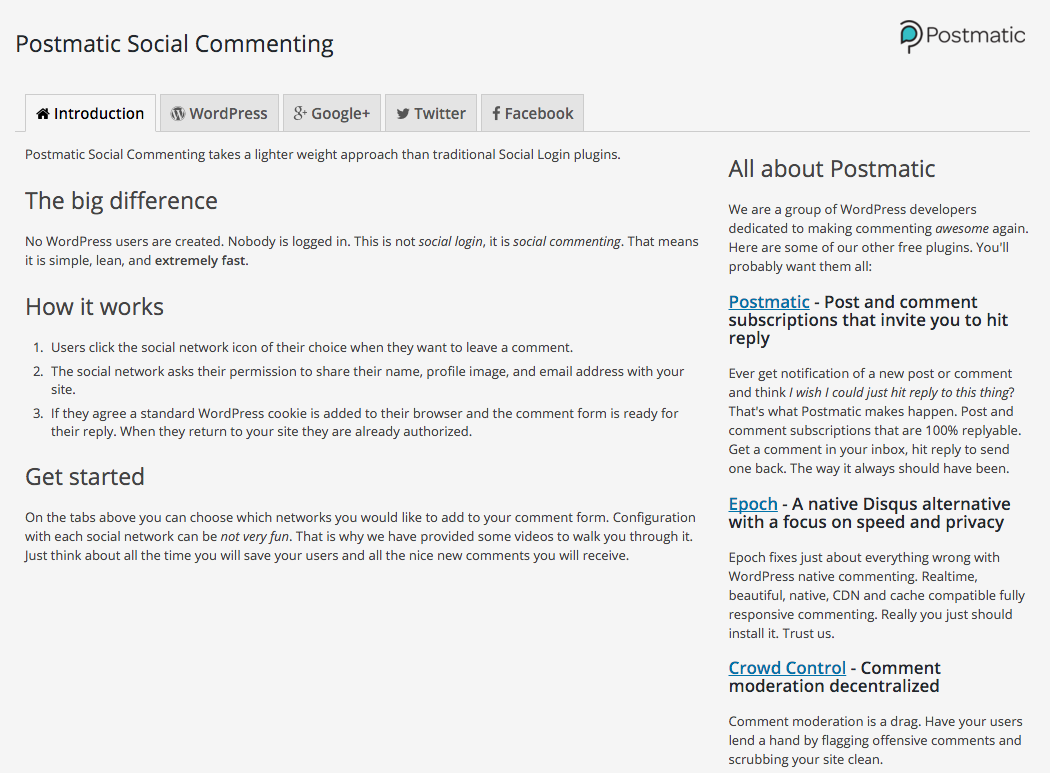 Postmatic Social Commenting
Postmatic
Introduction
WordPress
Google+
Twitter
Facebook
Postmatic Social Commenting takes a lighter weight approach than traditional Social Login plugins.
The big difference
No WordPress users are created. Nobody is logged in. This is not social login, it is social commenting. That means
it is simple, lean, and extremely fast.
How it works
1. Users click the social network icon of their choice when they want to leave a comment.
2. The social network asks their permission to share their name, profile image, and email address with your
site.
3. If they agree a standard WordPress cookie is added to their browser and the comment form is ready for
their reply. When they return to your site they are already authorized.
Get started
On the tabs above you can choose which networks you would like to add to your comment form. Configuration
with each social network can be not very fun. That is why we have provided some videos to walk you through it.
Just think about all the time you will save your users and all the nice new comments you will receive.
All about Postmatic
We are a group of WordPress developers
dedicated to making commenting awesome again.
Here are some of our other free plugins. You'll
probably want them all:
Postmatic - Post and comment
subscriptions that invite you to hit
reply
Ever get notification of a new post or comment
and think I wish I could just hit reply to this thing?
That's what Postmatic makes happen. Post and
comment subscriptions that are 100% replyable.
Get a comment in your inbox, hit reply to send
one back. The way it always should have been.
Epoch - A native Disqus alternative
with a focus on speed and privacy
Epoch fixes just about everything wrong with
WordPress native commenting. Realtime,
beautiful, native, CDN and cache compatible fully
responsive commenting. Really you just should
install it. Trust us.
Crowd Control - Comment
moderation decentralized
Comment moderation is a drag. Have your users
lend a hand by flagging offensive comments and
scrubbing your site clean.